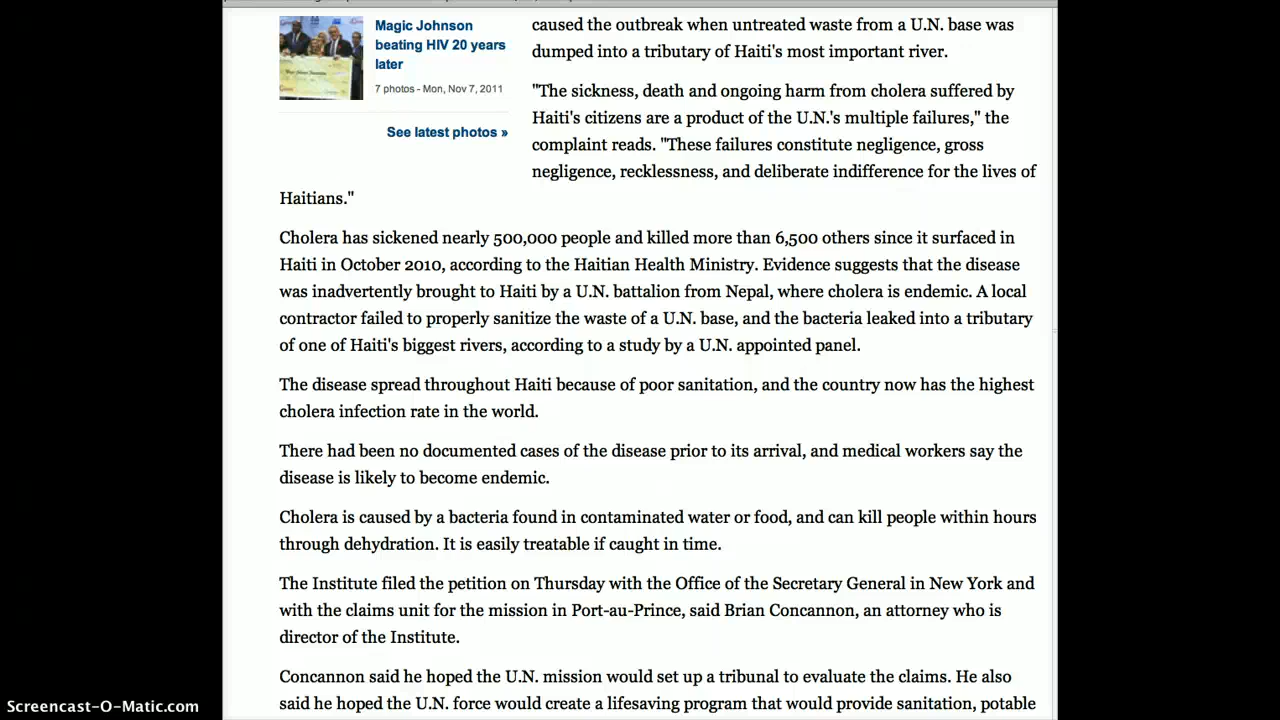 Magic Johnson
beating HIV 20 years
later
7 photos - Mon, Nov 7, 2011
See latest photos »
caused the outbreak when untreated waste from a U.N. base was
dumped into a tributary of Haiti's most important river.
"The sickness, death and ongoing harm from cholera suffered by
Haiti's citizens are a product of the U.N.'s multiple failures," the
complaint reads. "These failures constitute negligence, gross
negligence, recklessness, and deliberate indifference for the lives of
Haitians."
Cholera has sickened nearly 500,000 people and killed more than 6,500 others since it surfaced in
Haiti in October 2010, according to the Haitian Health Ministry. Evidence suggests that the disease
was inadvertently brought to Haiti by a U.N. battalion from Nepal, where cholera is endemic. A local
contractor failed to properly sanitize the waste of a U.N. base, and the bacteria leaked into a tributary
of one of Haiti's biggest rivers, according to a study by a U.N. appointed panel.
The disease spread throughout Haiti because of poor sanitation, and the country now has the highest
cholera infection rate in the world.
There had been no documented cases of the disease prior to its arrival, and medical workers say the
disease is likely to become endemic.
Cholera is caused by a bacteria found in contaminated water or food, and can kill people within hours
through dehydration. It is easily treatable if caught in time.
The Institute filed the petition on Thursday with the Office of the Secretary General in New York and
with the claims unit for the mission in Port-au-Prince, said Brian Concannon, an attorney who is
director of the Institute.
Concannon said he hoped the U.N. mission would set up a tribunal to evaluate the claims. He also
said he hoped the U.N. force would create a lifesaving program that would provide sanitation, potable
Screencast-O-Matic.com